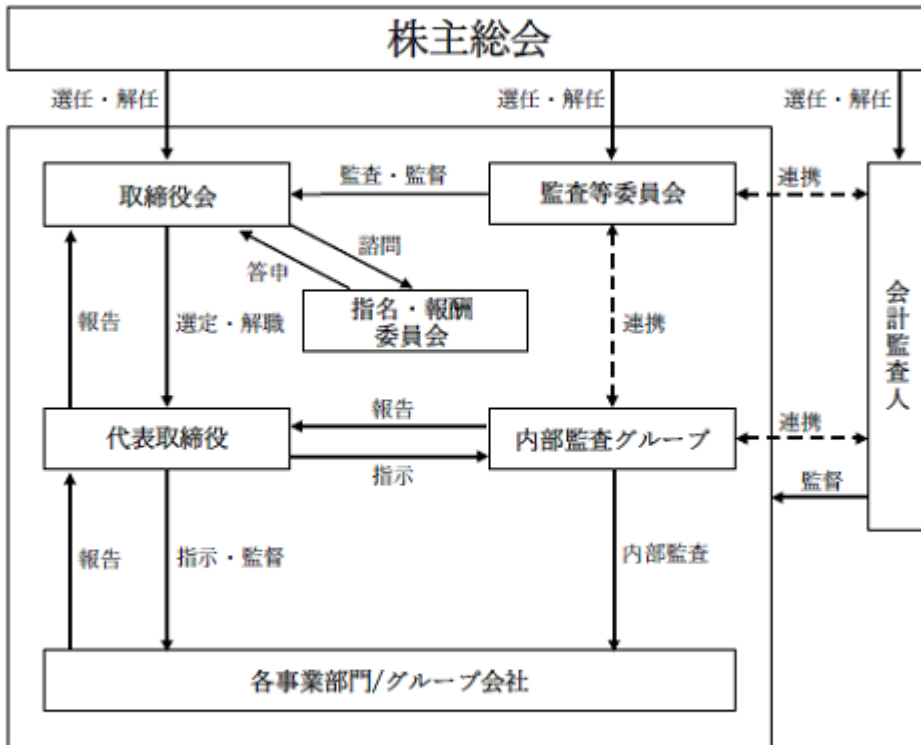 株主総会
選任・解任
選任・解任
選任・解任
取締役会
監査・監督
監査等委員会
連携
諮問
答申
指名・報酬
委員会
報告
選定・解職
連携
会計監査人
代表取締役
報告
指示
内部監査グループ
連携
監督
報告
指示・監督
内部監査
各事業部門/グループ会社